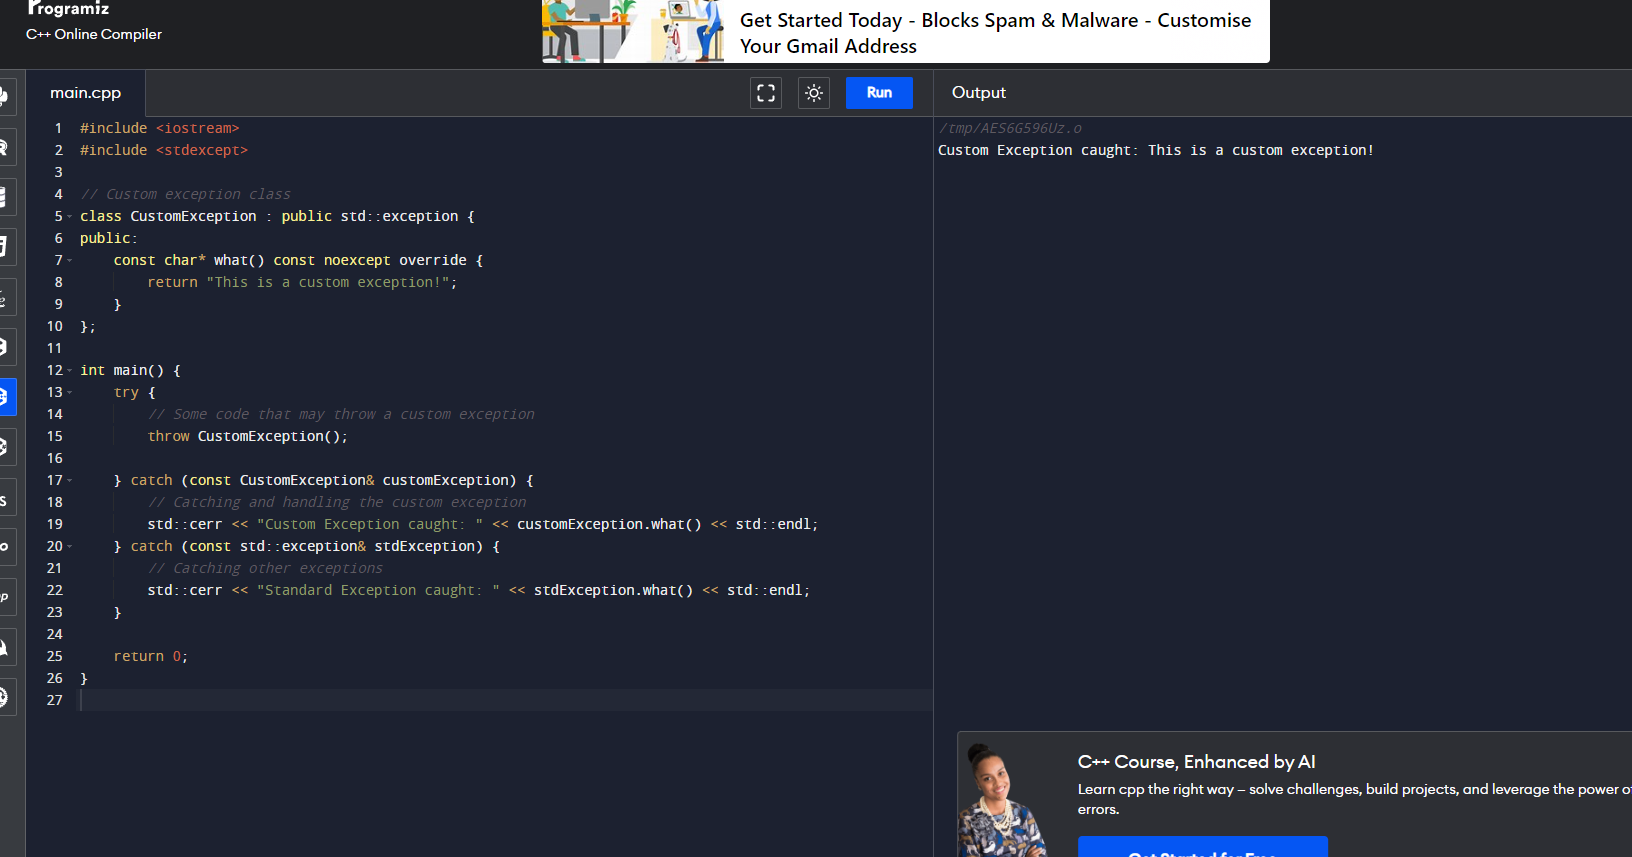 Programiz
C++ Online Compiler
Get Started Today - Blocks Spam & Malware - Customise
Your Gmail Address
main.cpp
Run
Output
1 #include <iostream>
2 #include <stdexcept>
3
4 // Custom exception class
5 class CustomException : public std::exception {
6 public:
7 const char* what() const noexcept override {
8 return "This is a custom exception!";
9 }
10 };
11
12 int main() {
13 try {
14 // Some code that may throw a custom exception
15 throw CustomException();
16
17 } catch (const CustomException& customException) {
18 // Catching and handling the custom exception
19 std::cerr << "Custom Exception caught: " << customException.what() << std::endl;
20 } catch (const std::exception& stdException) {
21 // Catching other exceptions
22 std::cerr << "Standard Exception caught: " << stdException.what() << std::endl;
23 }
24
25 return 0;
26 }
27
/tmp/AES6G596Uz.o
Custom Exception caught: This is a custom exception!
C++ Course, Enhanced by AI
Learn cpp the right way – solve challenges, build projects, and leverage the power of
errors.
Get Started for Free